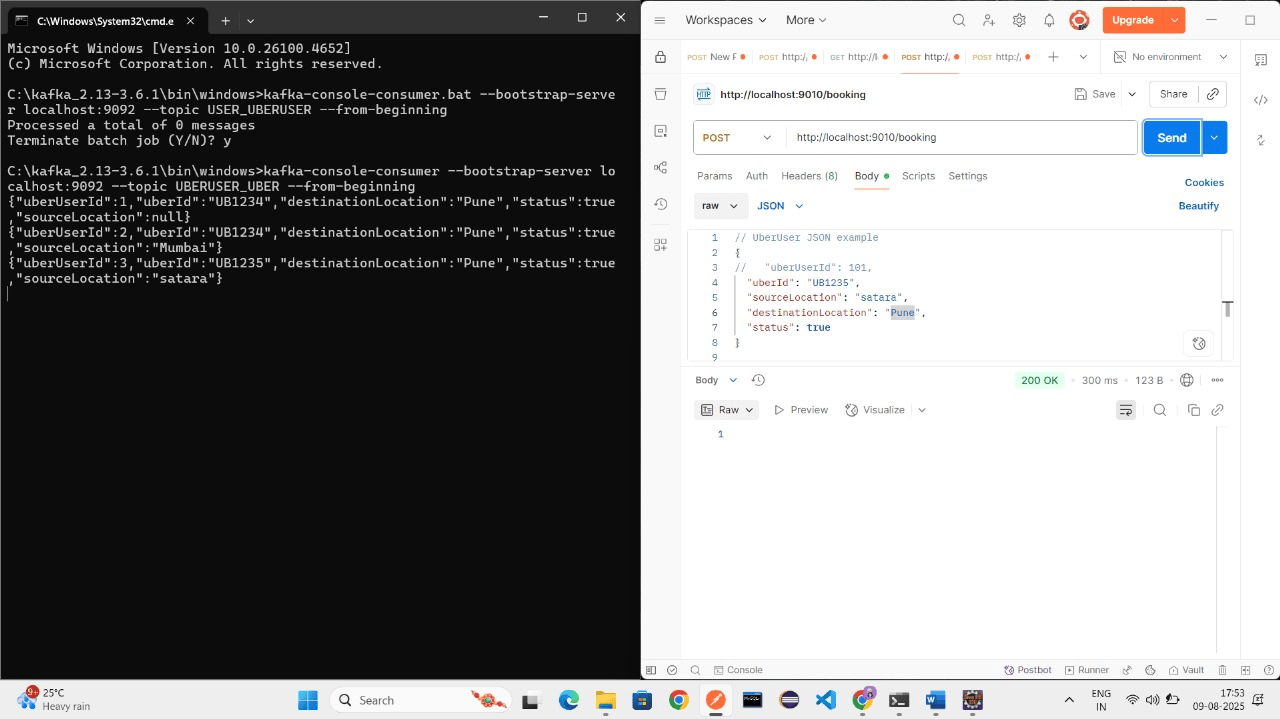 C:\Windows\System32\cmd.e
Microsoft Windows [Version 10.0.26100.4652]
(c) Microsoft Corporation. All rights reserved.
C:\kafka_2.13-3.6.1\bin\windows>kafka-console-consumer.bat --bootstrap-serve
r localhost:9092 --topic USER_UBERUSER --from-beginning
Processed a total of 0 messages
Terminate batch job (Y/N)? y
C:\kafka_2.13-3.6.1\bin\windows>kafka-console-consumer --bootstrap-server lo
calhost:9092 --topic UBERUSER_UBER --from-beginning
{"uberUserId":1,"uberId":"UB1234","destinationLocation":"Pune","status":true
,"sourceLocation":null}
{"uberUserId":2,"uberId":"UB1234","destinationLocation":"Pune","status":true
,"sourceLocation":"Mumbai"}
{"uberUserId":3,"uberId":"UB1235","destinationLocation":"Pune","status":true
,"sourceLocation":"satara"}
Workspaces More Upgrade
POST New F POST http:/, GET http://l POST http:/, POST http:/, No environment
HTTP http://localhost:9010/booking Save Share
POST http://localhost:9010/booking Send
Params Auth Headers (8) Body Scripts Settings Cookies
raw JSON Beautify
1 // UberUser JSON example
2 {
3 // "uberUserId": 101,
4 "uberId": "UB1235",
5 "sourceLocation": "satara",
6 "destinationLocation": "Pune",
7 "status": true
8 }
9
Body 200 OK 300 ms 123 B
Raw Preview Visualize
1
Console Postbot Runner Vault
9+ 25°C
Heavy rain
Search
ENG
IN
17:53
09-08-2025